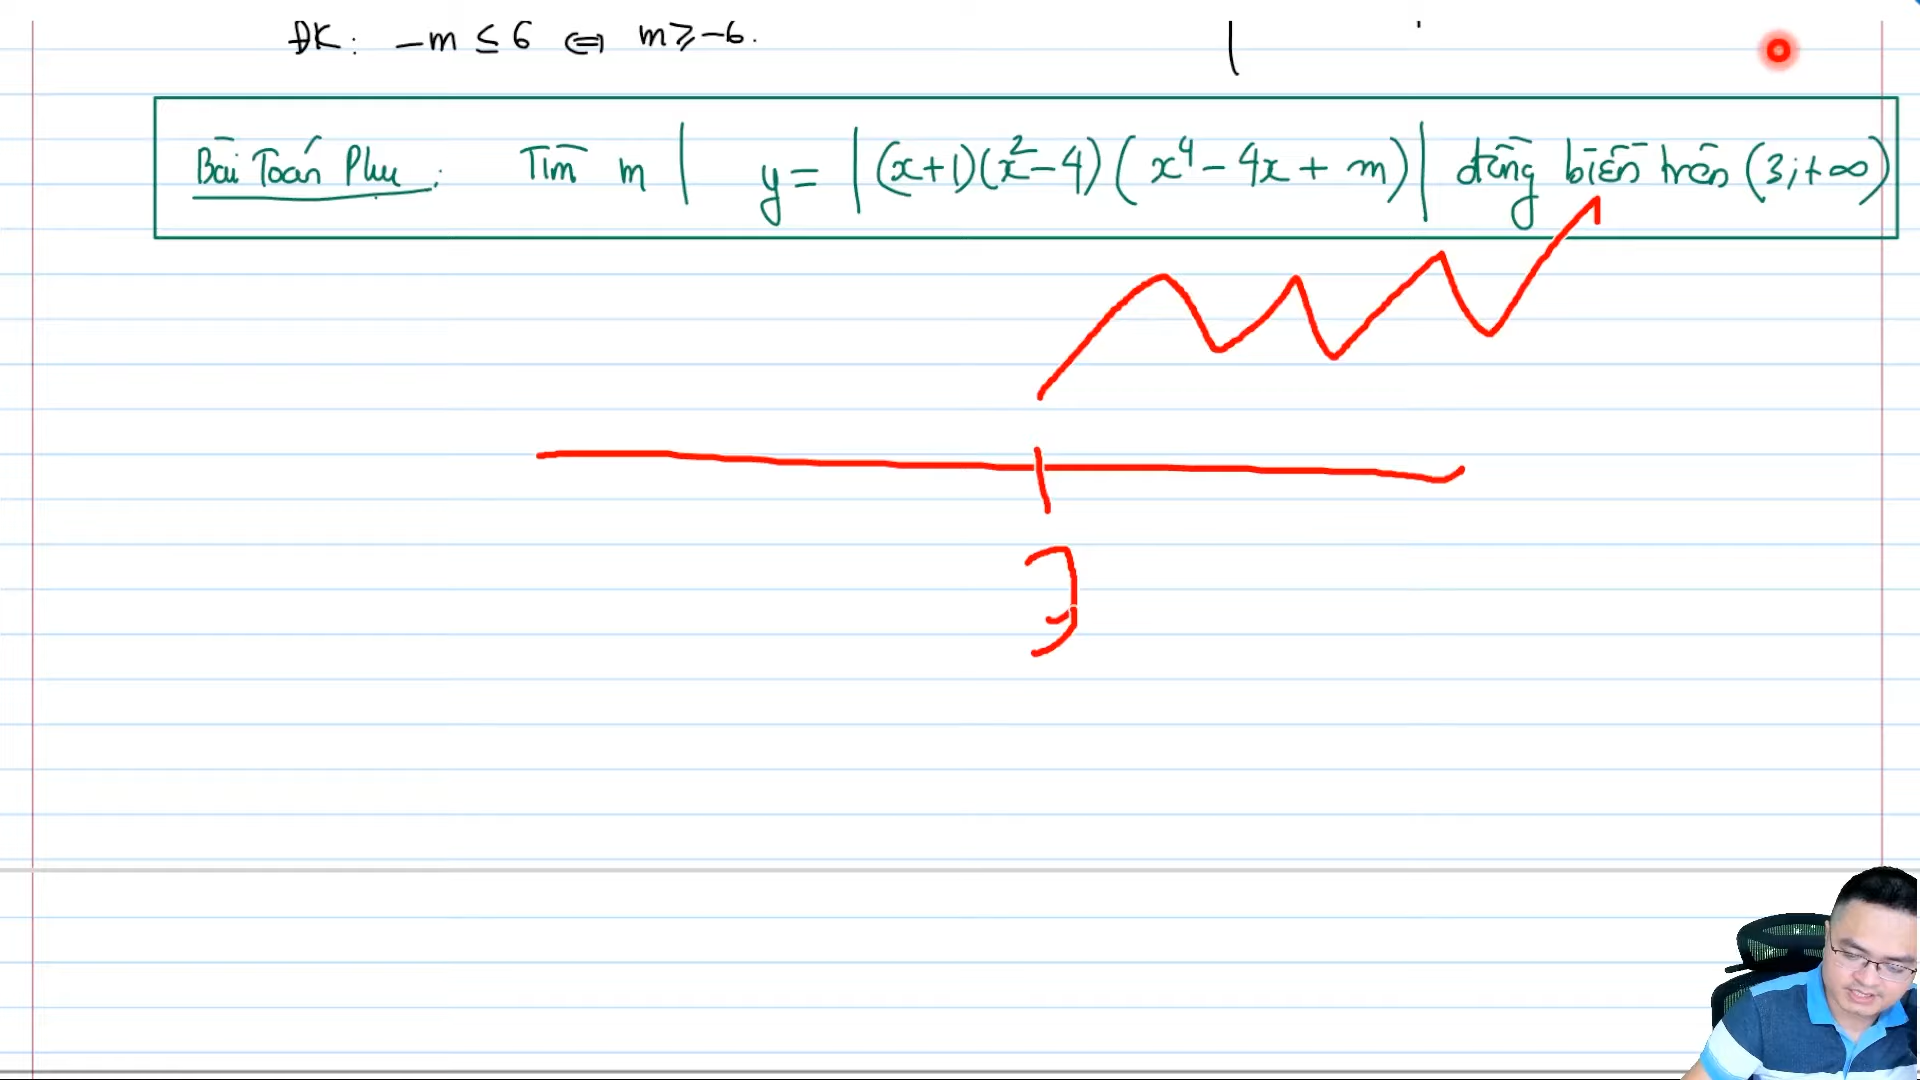 ĐK: -m ≤ 6 ⇔ m ≥ -6.
Bài Toán Phụ: Tìm m | y = |(x+1)(x²-4)(x⁴-4x+m)| đồng biến trên (3;+∞)
3